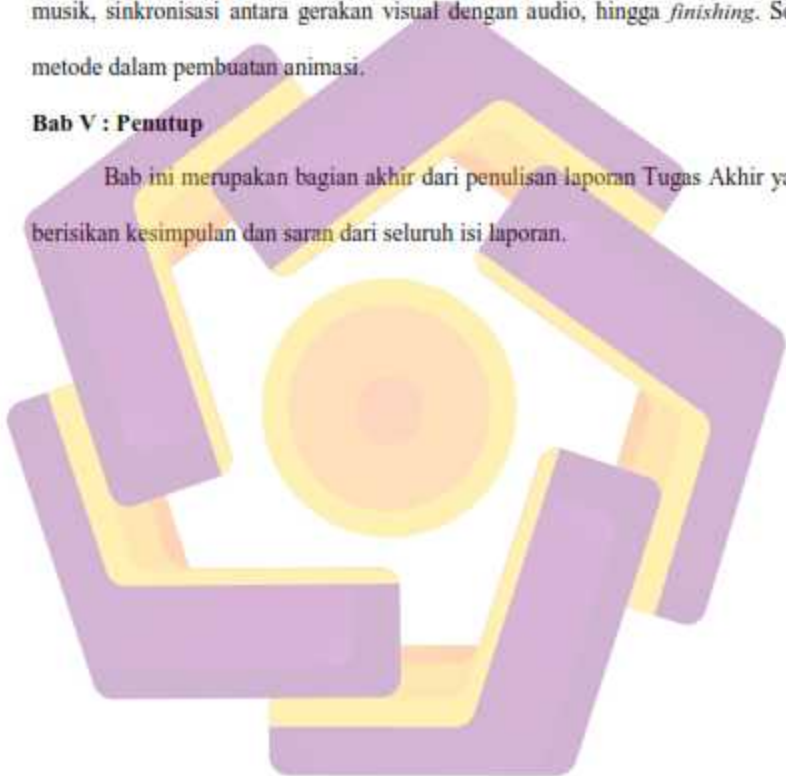 musik, sinkronisasi antara gerakan visual dengan audio, hingga finishing.
metode dalam pembuatan animasi.
Bab V : Penutup
Bab ini merupakan bagian akhir dari penulisan laporan Tugas Akhir
berisikan kesimpulan dan saran dari seluruh isi laporan.